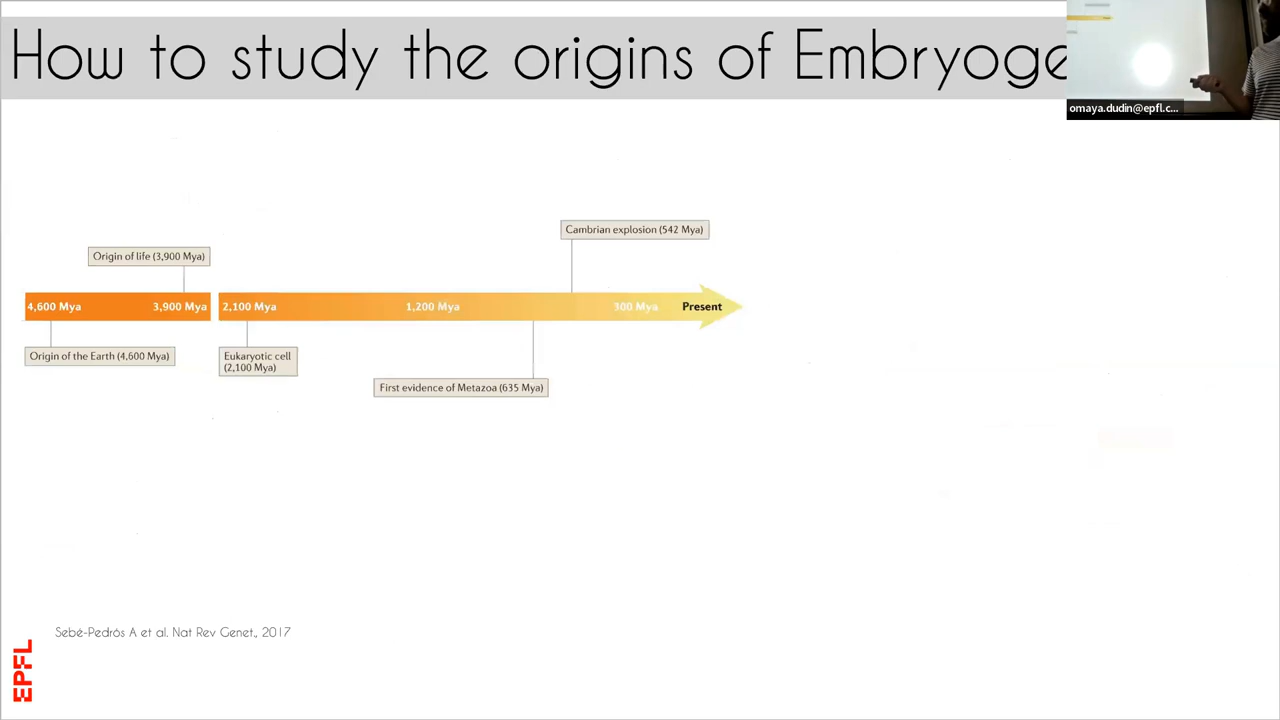 How to study the origins of Embryoge
omaya.dudin@epfl.c...
Cambrian explosion (542 Mya)
Origin of life (3,900 Mya)
4,600 Mya 3,900 Mya 2,100 Mya 1,200 Mya 300 Mya Present
Origin of the Earth (4,600 Mya)
Eukaryotic cell
(2,100 Mya)
First evidence of Metazoa (635 Mya)
Sebé-Pedrós A et al. Nat Rev Genet., 2017
EPFL